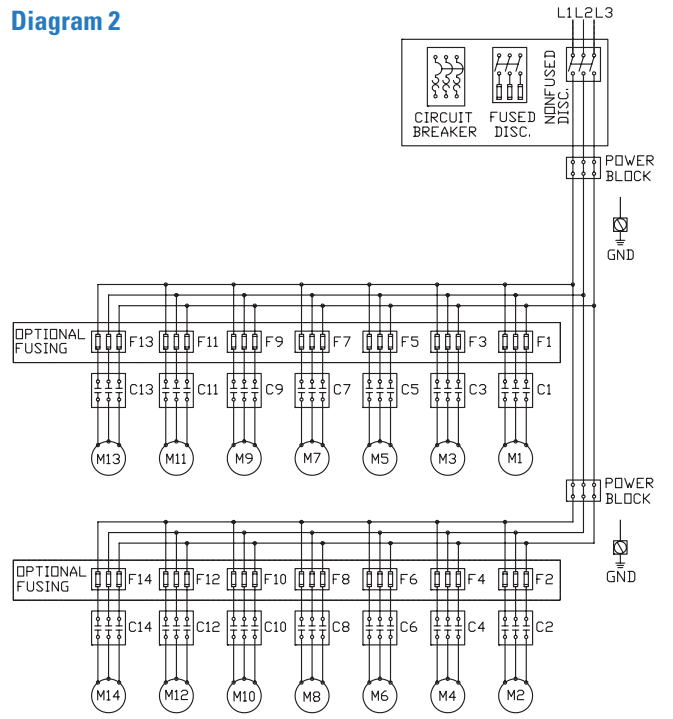 Diagram 2
L1 L2 L3
CIRCUIT
BREAKER
FUSED
DISC.
NONFUSED
DISC.
POWER
BLOCK
GND
OPTIONAL
FUSING
F13 F11 F9 F7 F5 F3 F1
C13 C11 C9 C7 C5 C3 C1
M13 M11 M9 M7 M5 M3 M1
POWER
BLOCK
GND
OPTIONAL
FUSING
F14 F12 F10 F8 F6 F4 F2
C14 C12 C10 C8 C6 C4 C2
M14 M12 M10 M8 M6 M4 M2